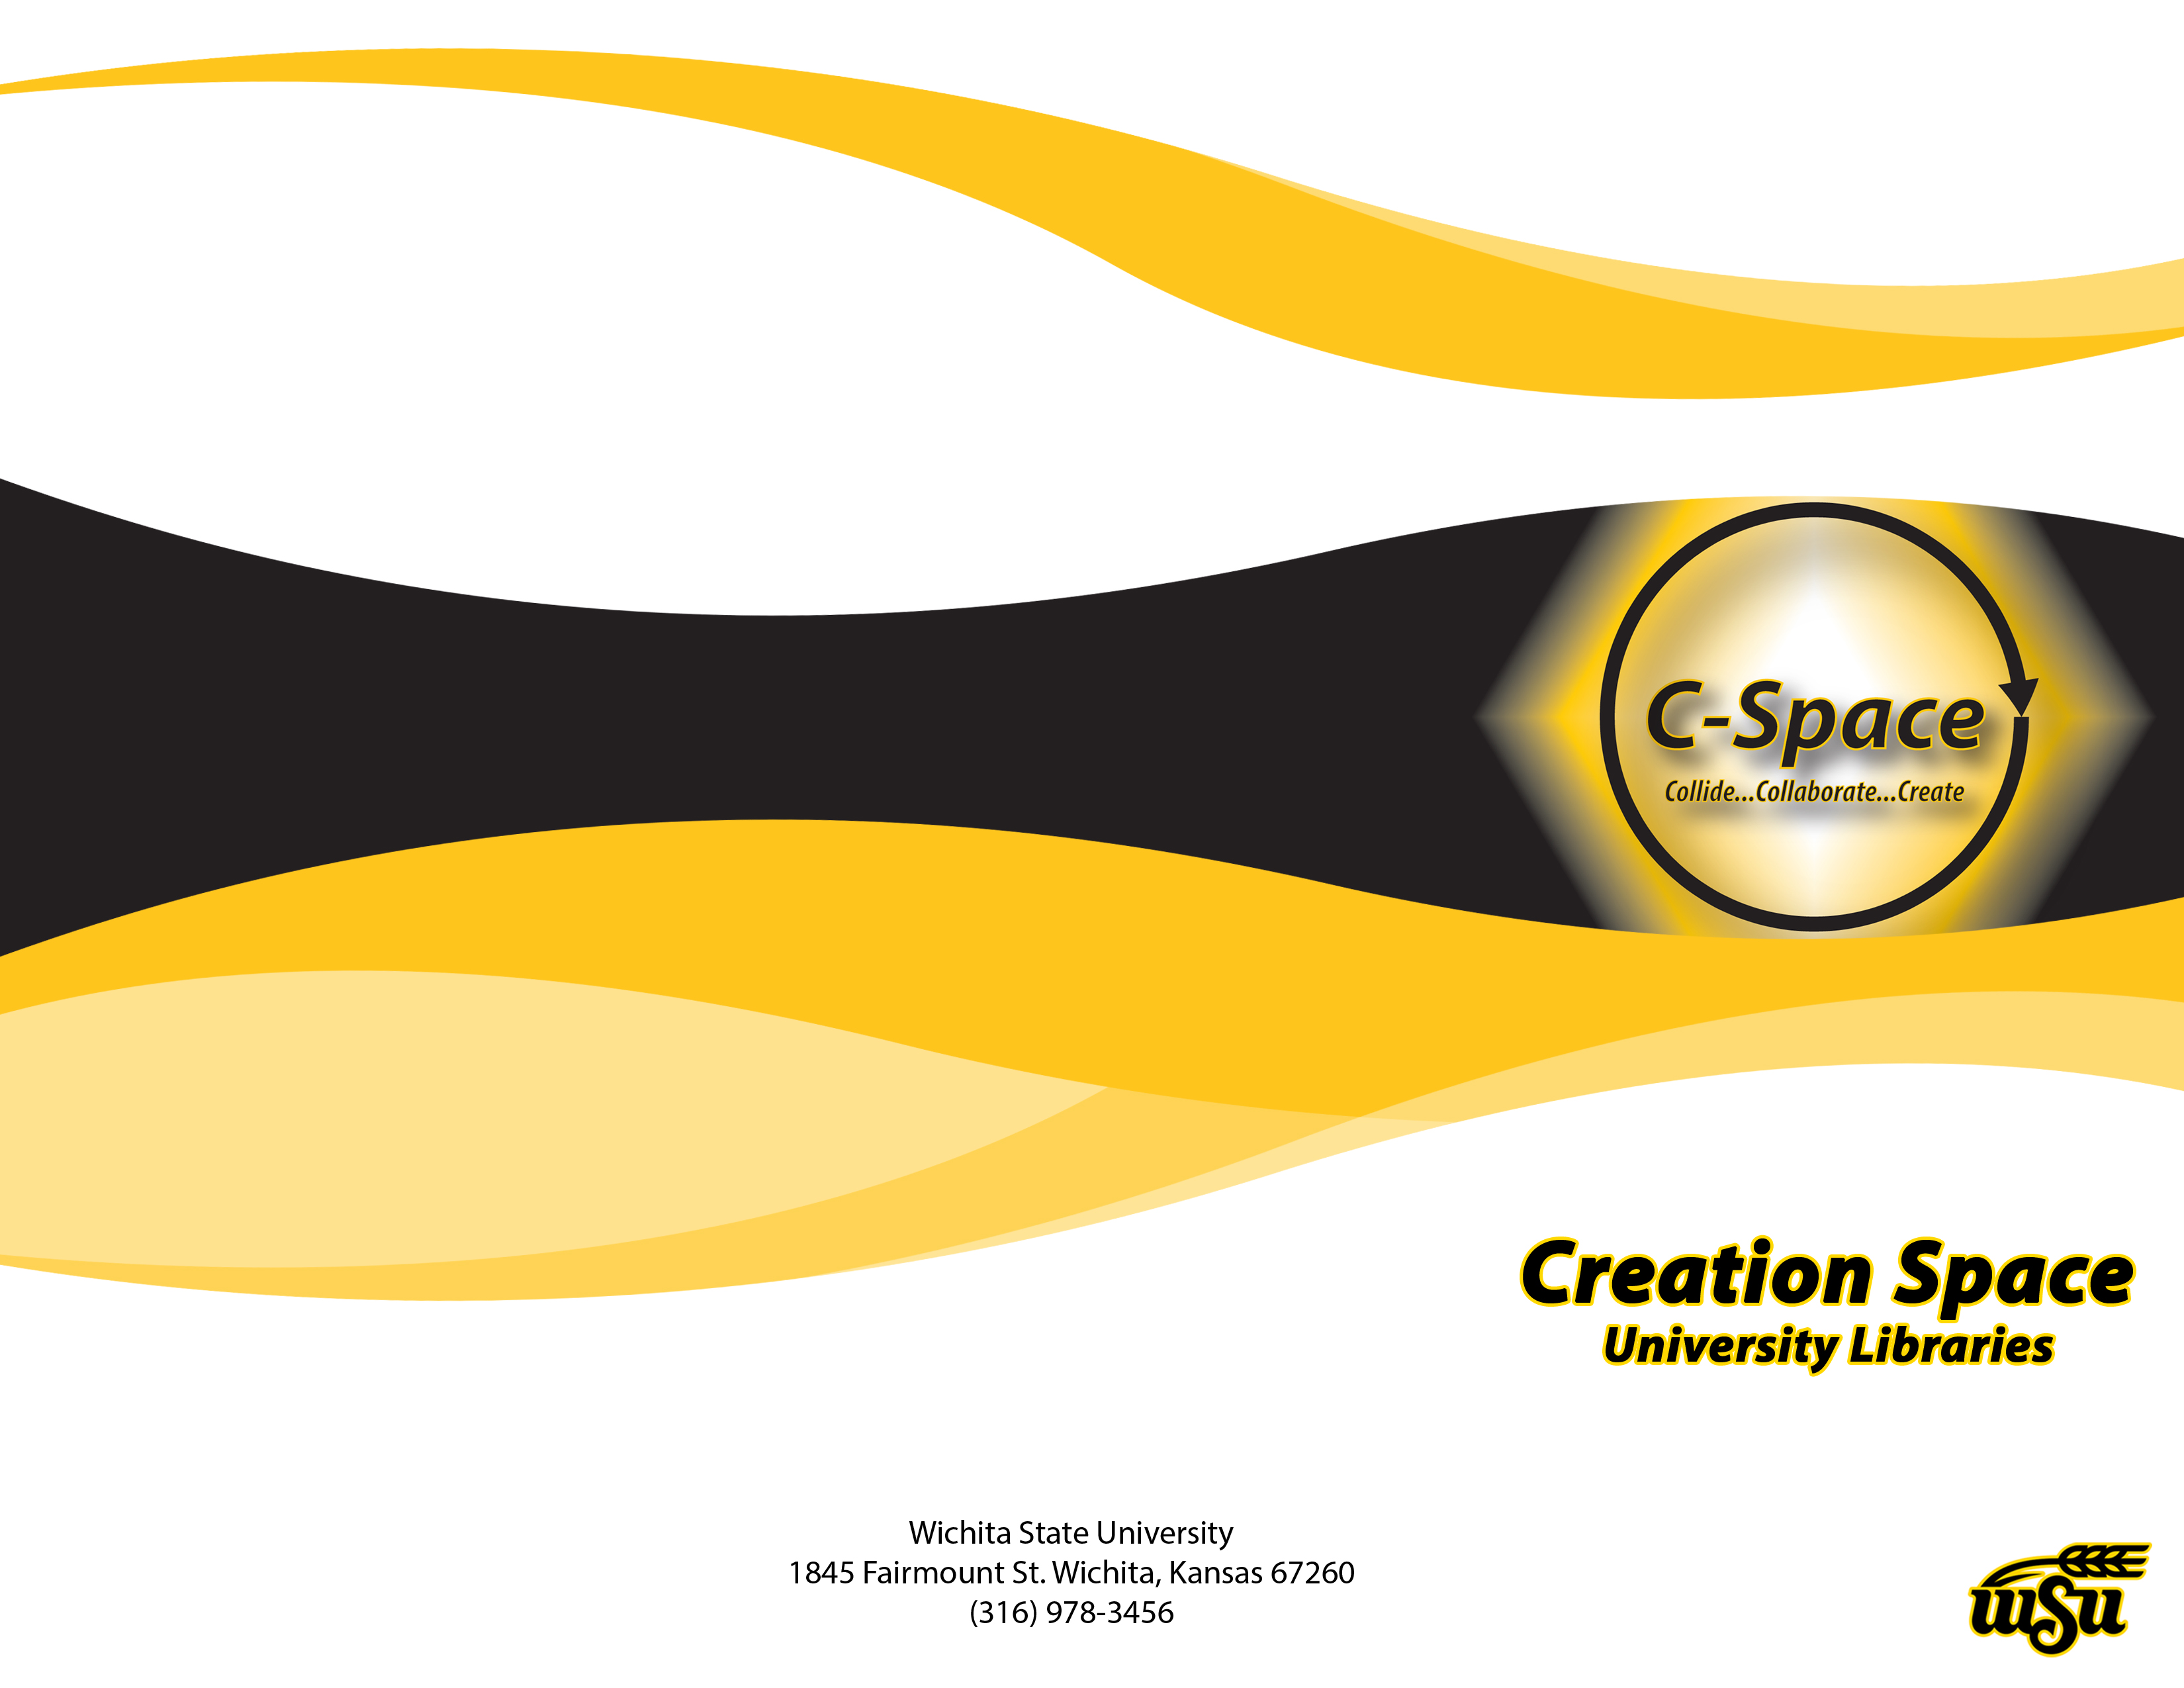 C-Space
Collide...Collaborate...Create
Creation Space
University Libraries
Wichita State University
1845 Fairmount St. Wichita, Kansas 67260
(316) 978-3456
wSu